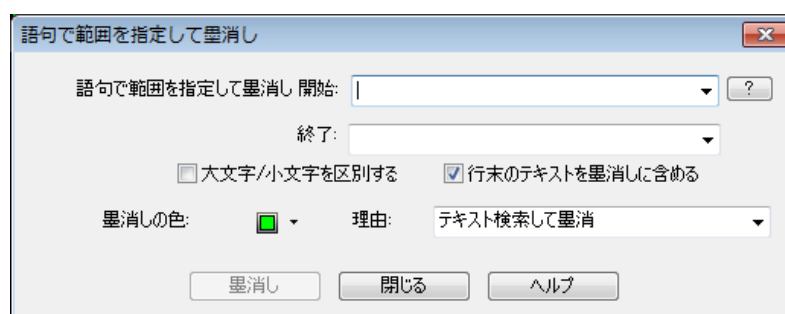 語句で範囲を指定して墨消し
語句で範囲を指定して墨消し 開始:
?
終了:
大文字/小文字を区別する 行末のテキストを墨消しに含める
墨消しの色: 理由: テキスト検索して墨消
墨消し 閉じる ヘルプ